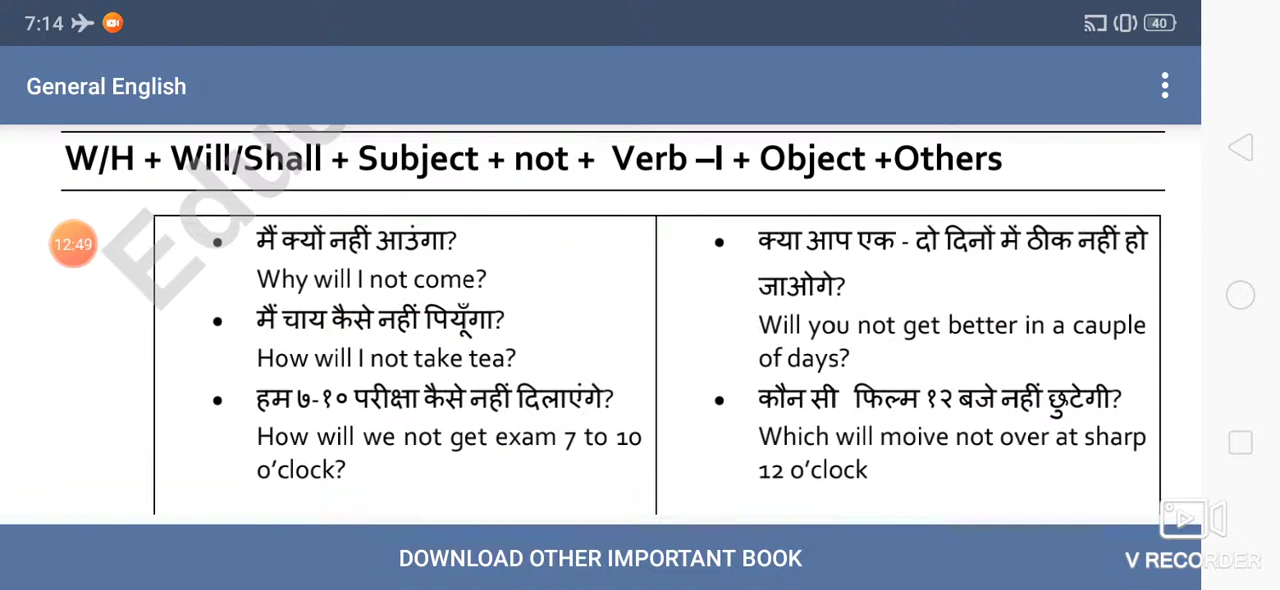 7:14
40
General English
W/H + Will/Shall + Subject + not + Verb –I + Object +Others
12:49
• मैं क्यों नहीं आउंगा?
Why will I not come?
• मैं चाय कैसे नहीं पियूँगा?
How will I not take tea?
• हम ७-१० परीक्षा कैसे नहीं दिलाएंगे?
How will we not get exam 7 to 10
o'clock?
• क्या आप एक - दो दिनों में ठीक नहीं हो
जाओगे?
Will you not get better in a cauple
of days?
• कौन सी फिल्म १२ बजे नहीं छुटेगी?
Which will moive not over at sharp
12 o'clock
DOWNLOAD OTHER IMPORTANT BOOK
V RECORDER